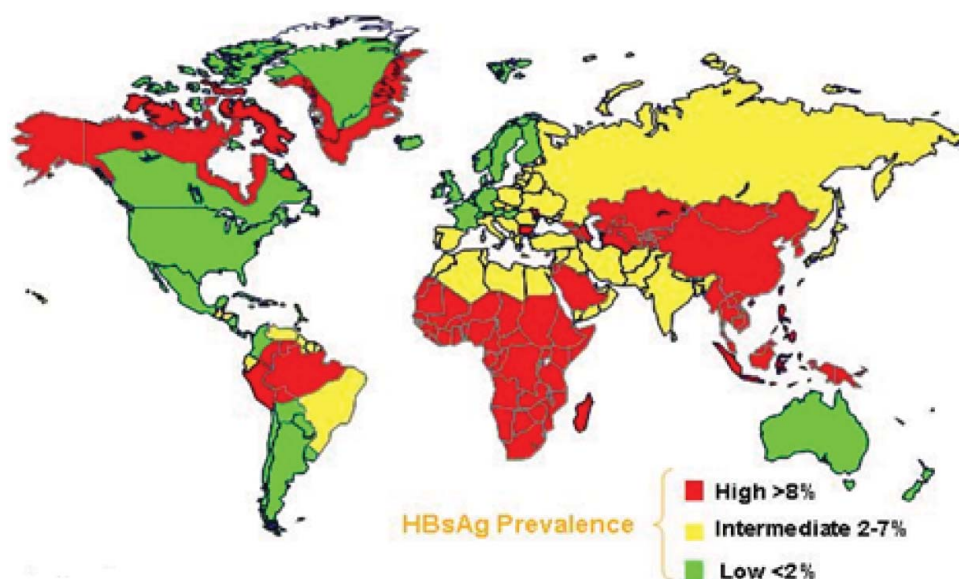 HBsAg Prevalence
High >8%
Intermediate 2-7%
Low <2%